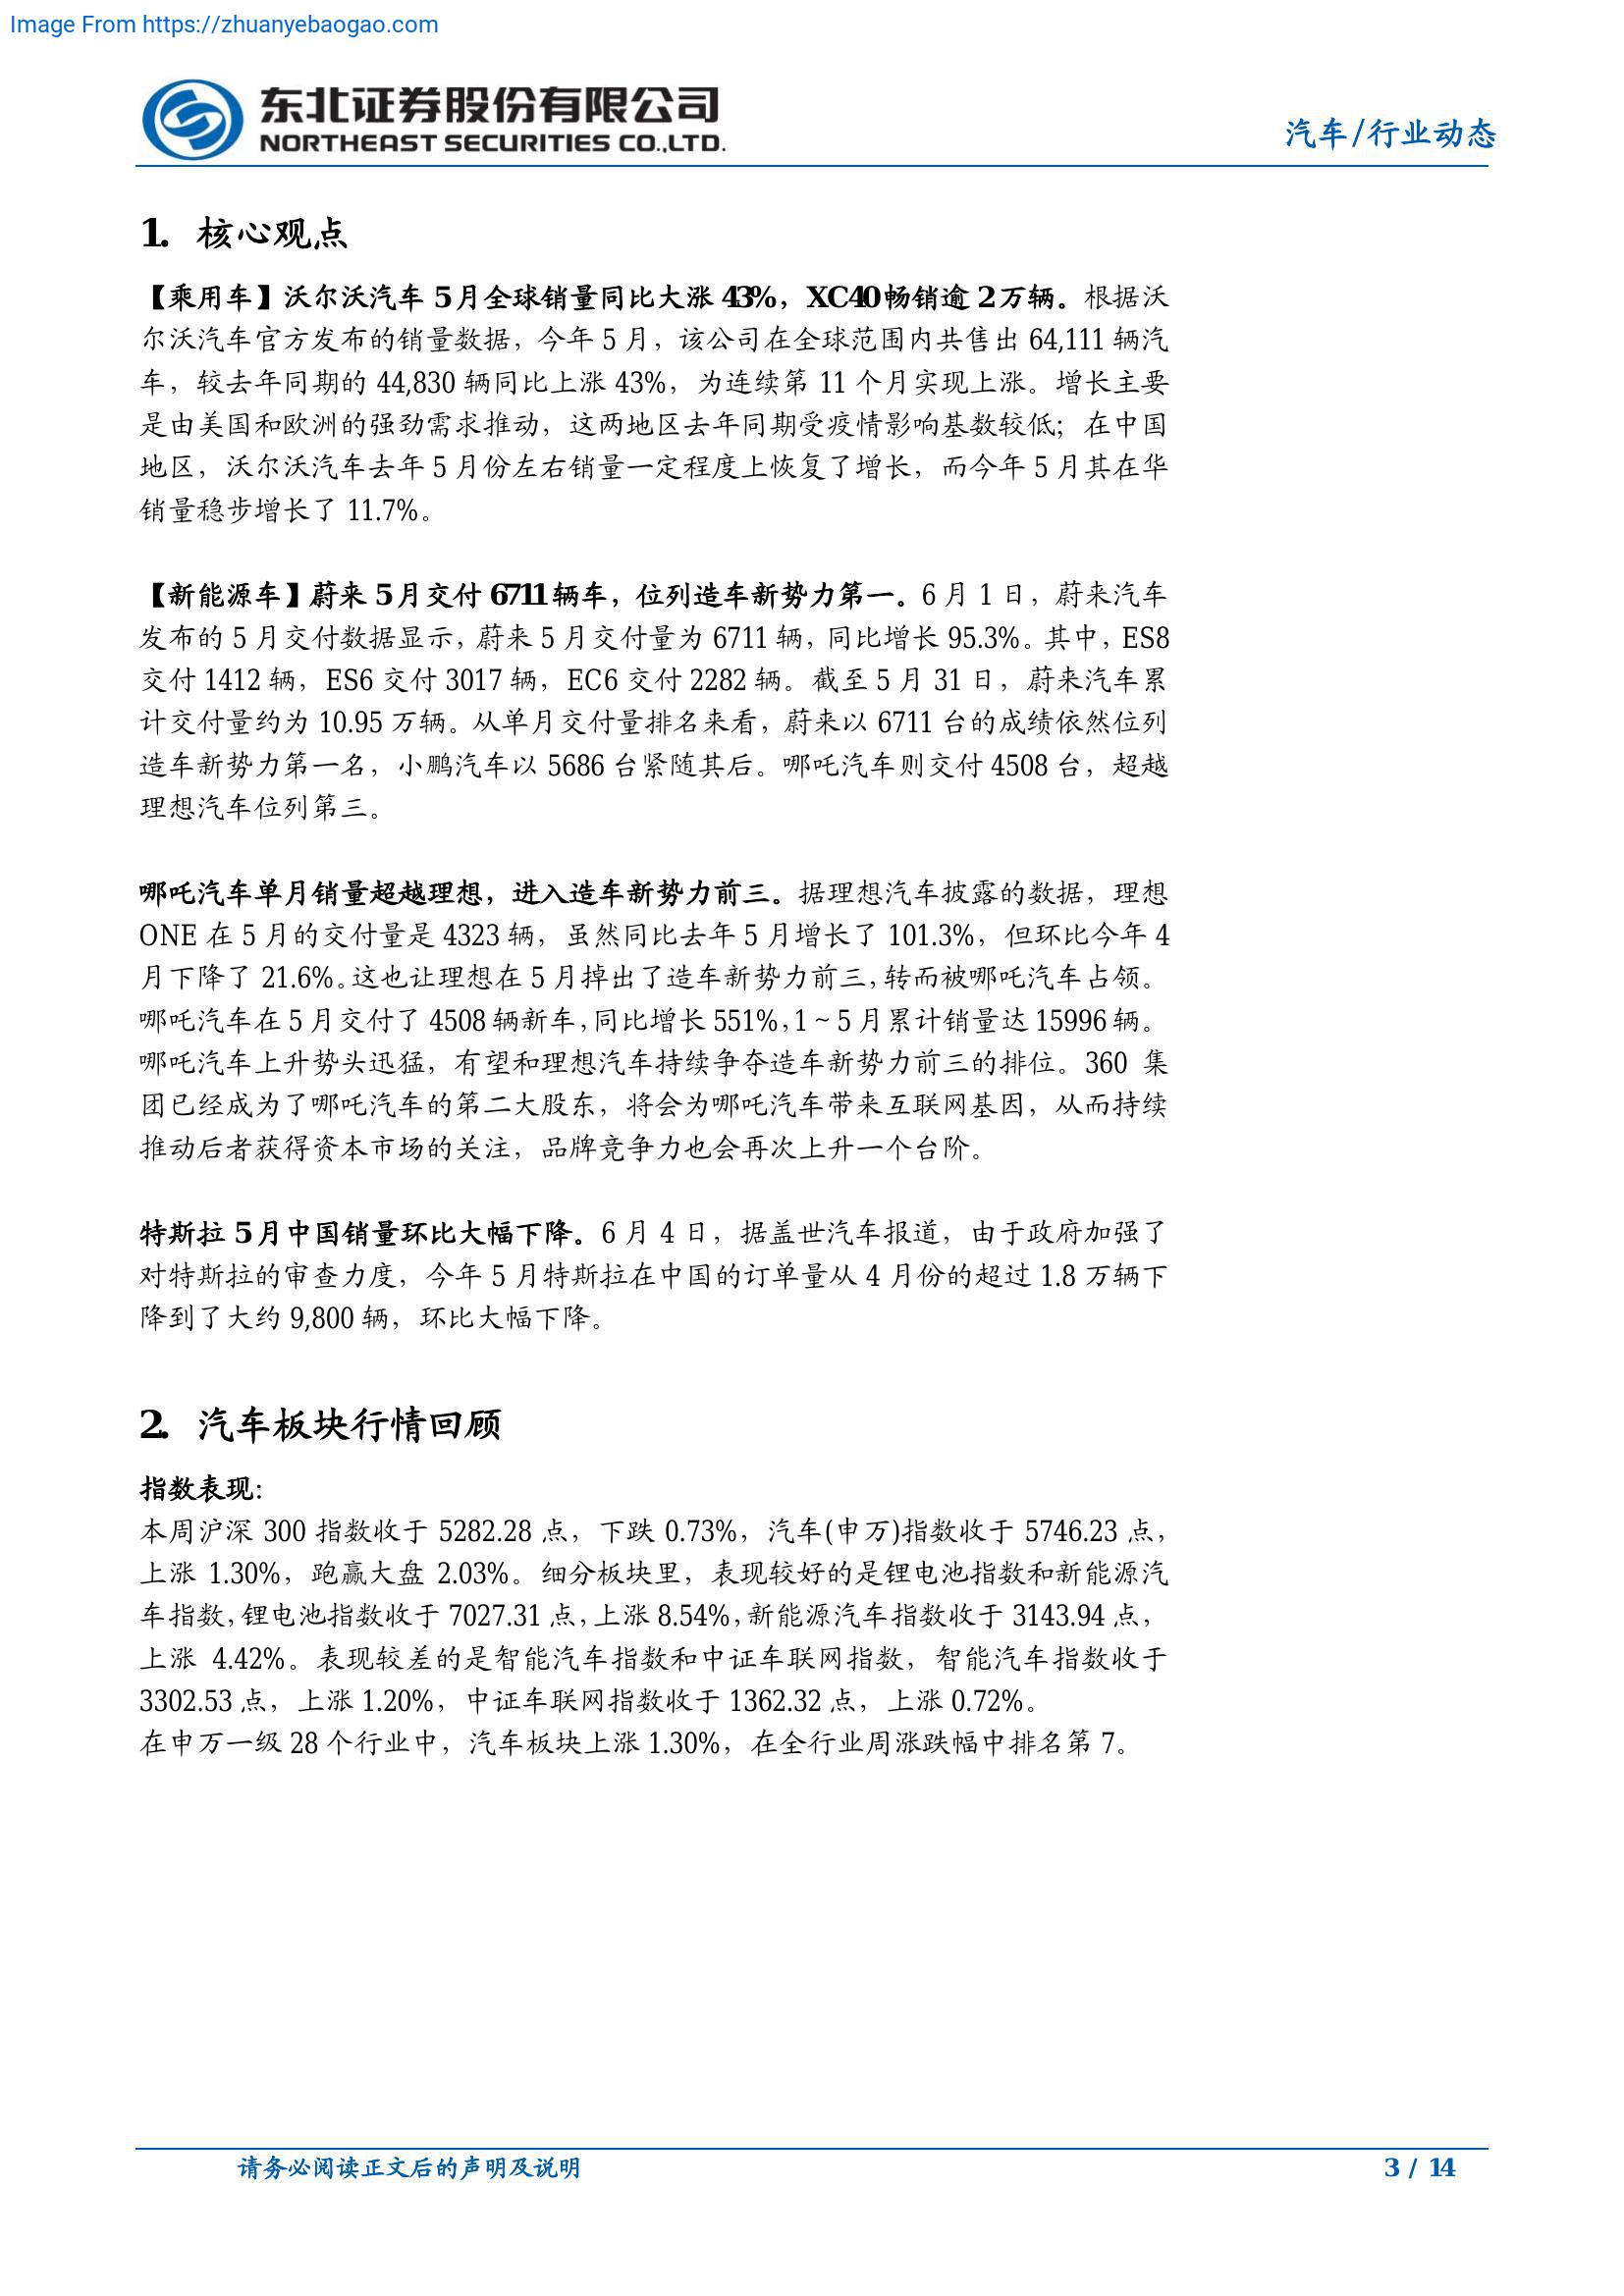 Image From https://zhuanyebaogao.com
东北证券股份有限公司
NORTHEAST SECURITIES CO.,LTD.
汽车/行业动态
1. 核心观点
【乘用车】沃尔沃汽车 5 月全球销量同比大涨 43%，XC40 畅销逾 2 万辆。根据沃
尔沃汽车官方发布的销量数据，今年 5 月，该公司在全球范围内共售出 64,111 辆汽
车，较去年同期的 44,830 辆同比上涨 43%，为连续第 11 个月实现上涨。增长主要
是由美国和欧洲的强劲需求推动，这两地区去年同期受疫情影响基数较低；在中国
地区，沃尔沃汽车去年 5 月份左右销量一定程度上恢复了增长，而今年 5 月其在华
销量稳步增长了 11.7%。
【新能源车】蔚来 5 月交付 6711 辆车，位列造车新势力第一。6 月 1 日，蔚来汽车
发布的 5 月交付数据显示，蔚来 5 月交付量为 6711 辆，同比增长 95.3%。其中，ES8
交付 1412 辆，ES6 交付 3017 辆，EC6 交付 2282 辆。截至 5 月 31 日，蔚来汽车累
计交付量约为 10.95 万辆。从单月交付量排名来看，蔚来以 6711 台的成绩依然位列
造车新势力第一名，小鹏汽车以 5686 台紧随其后。哪吒汽车则交付 4508 台，超越
理想汽车位列第三。
哪吒汽车单月销量超越理想，进入造车新势力前三。据理想汽车披露的数据，理想
ONE 在 5 月的交付量是 4323 辆，虽然同比去年 5 月增长了 101.3%，但环比今年 4
月下降了 21.6%。这也让理想在 5 月掉出了造车新势力前三，转而被哪吒汽车占领。
哪吒汽车在 5 月交付了 4508 辆新车，同比增长 551%，1～5 月累计销量达 15996 辆。
哪吒汽车上升势头迅猛，有望和理想汽车持续争夺造车新势力前三的排位。360 集
团已经成为了哪吒汽车的第二大股东，将会为哪吒汽车带来互联网基因，从而持续
推动后者获得资本市场的关注，品牌竞争力也会再次上升一个台阶。
特斯拉 5 月中国销量环比大幅下降。6 月 4 日，据盖世汽车报道，由于政府加强了
对特斯拉的审查力度，今年 5 月特斯拉在中国的订单量从 4 月份的超过 1.8 万辆下
降到了大约 9,800 辆，环比大幅下降。
2. 汽车板块行情回顾
指数表现：
本周沪深 300 指数收于 5282.28 点，下跌 0.73%，汽车(申万)指数收于 5746.23 点，
上涨 1.30%，跑赢大盘 2.03%。细分板块里，表现较好的是锂电池指数和新能源汽
车指数，锂电池指数收于 7027.31 点，上涨 8.54%，新能源汽车指数收于 3143.94 点，
上涨 4.42%。表现较差的是智能汽车指数和中证车联网指数，智能汽车指数收于
3302.53 点，上涨 1.20%，中证车联网指数收于 1362.32 点，上涨 0.72%。
在申万一级 28 个行业中，汽车板块上涨 1.30%，在全行业周涨跌幅中排名第 7。
请务必阅读正文后的声明及说明
3 / 14